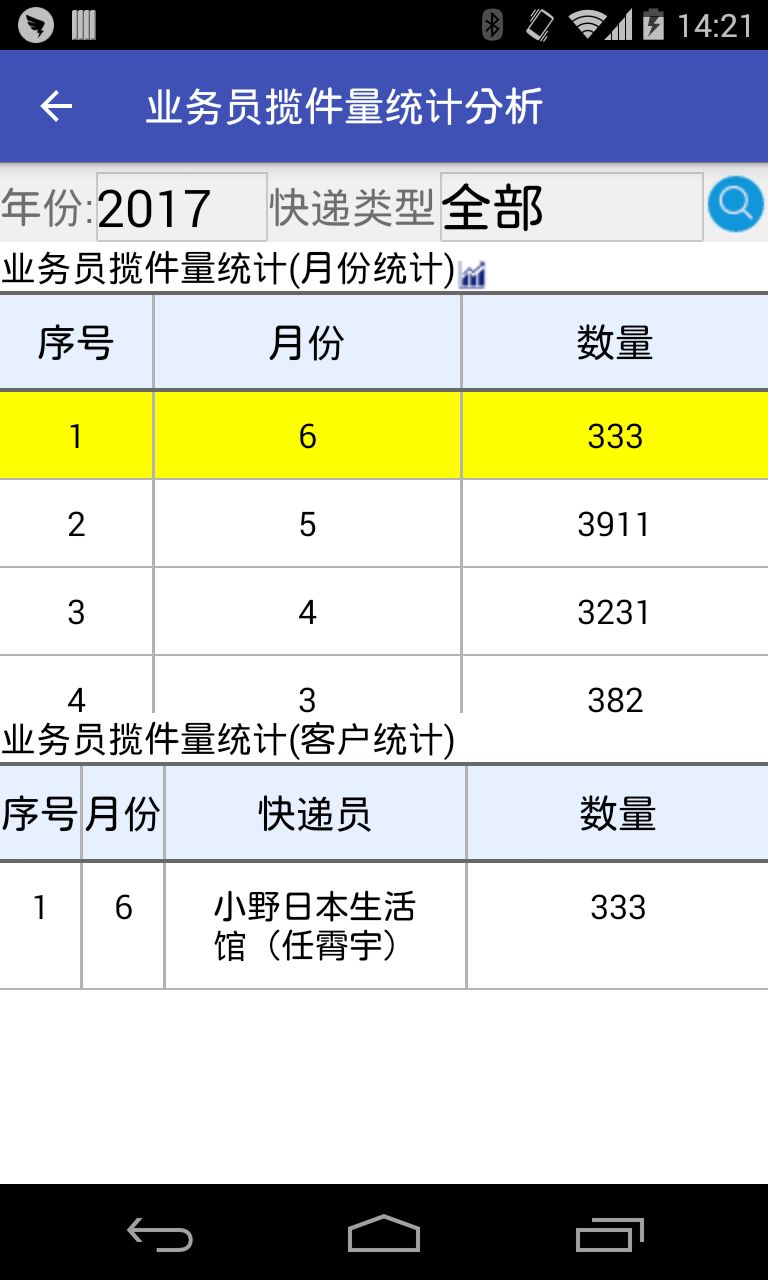 14:21
业务员揽件量统计分析
年份:2017 快递类型 全部
业务员揽件量统计(月份统计)
序号 月份 数量
1 6 333
2 5 3911
3 4 3231
4 3 382
业务员揽件量统计(客户统计)
序号 月份 快递员 数量
1 6 小野日本生活 333
馆（任霄宇）